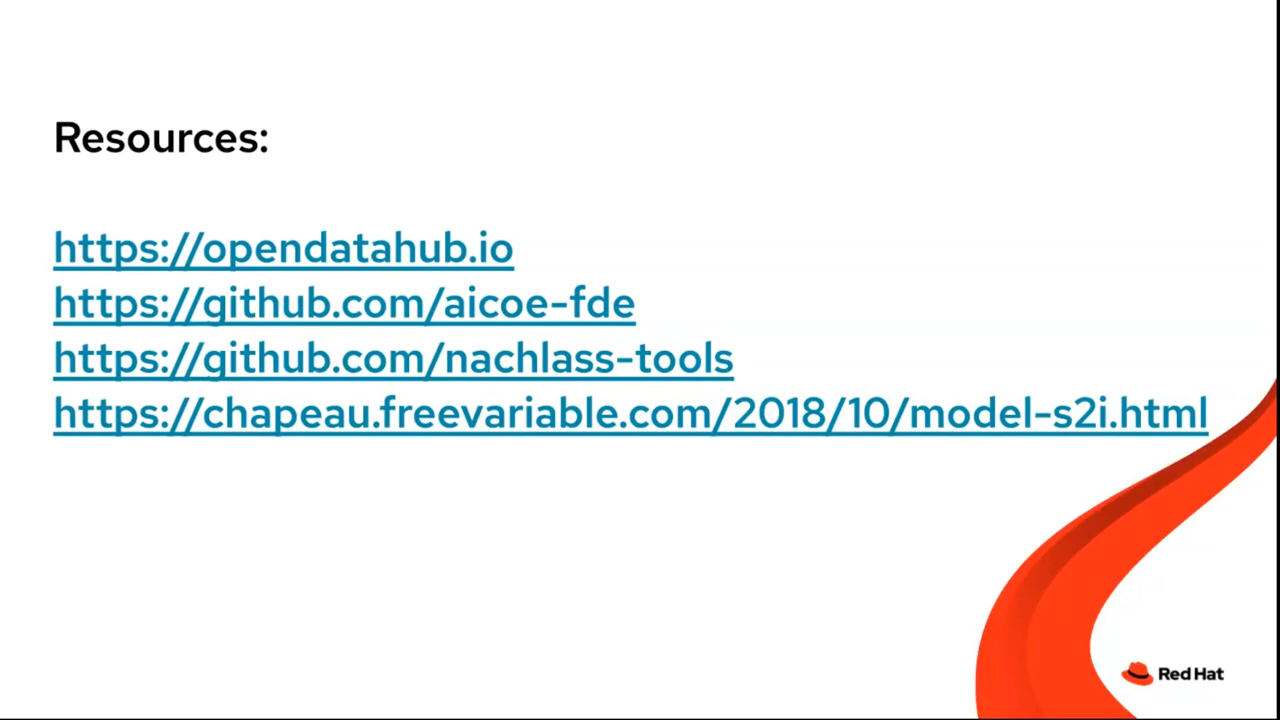 Resources:
https://opendatahub.io
https://github.com/aicoe-fde
https://github.com/nachlass-tools
https://chapeau.freevariable.com/2018/10/model-s2i.html
Red Hat